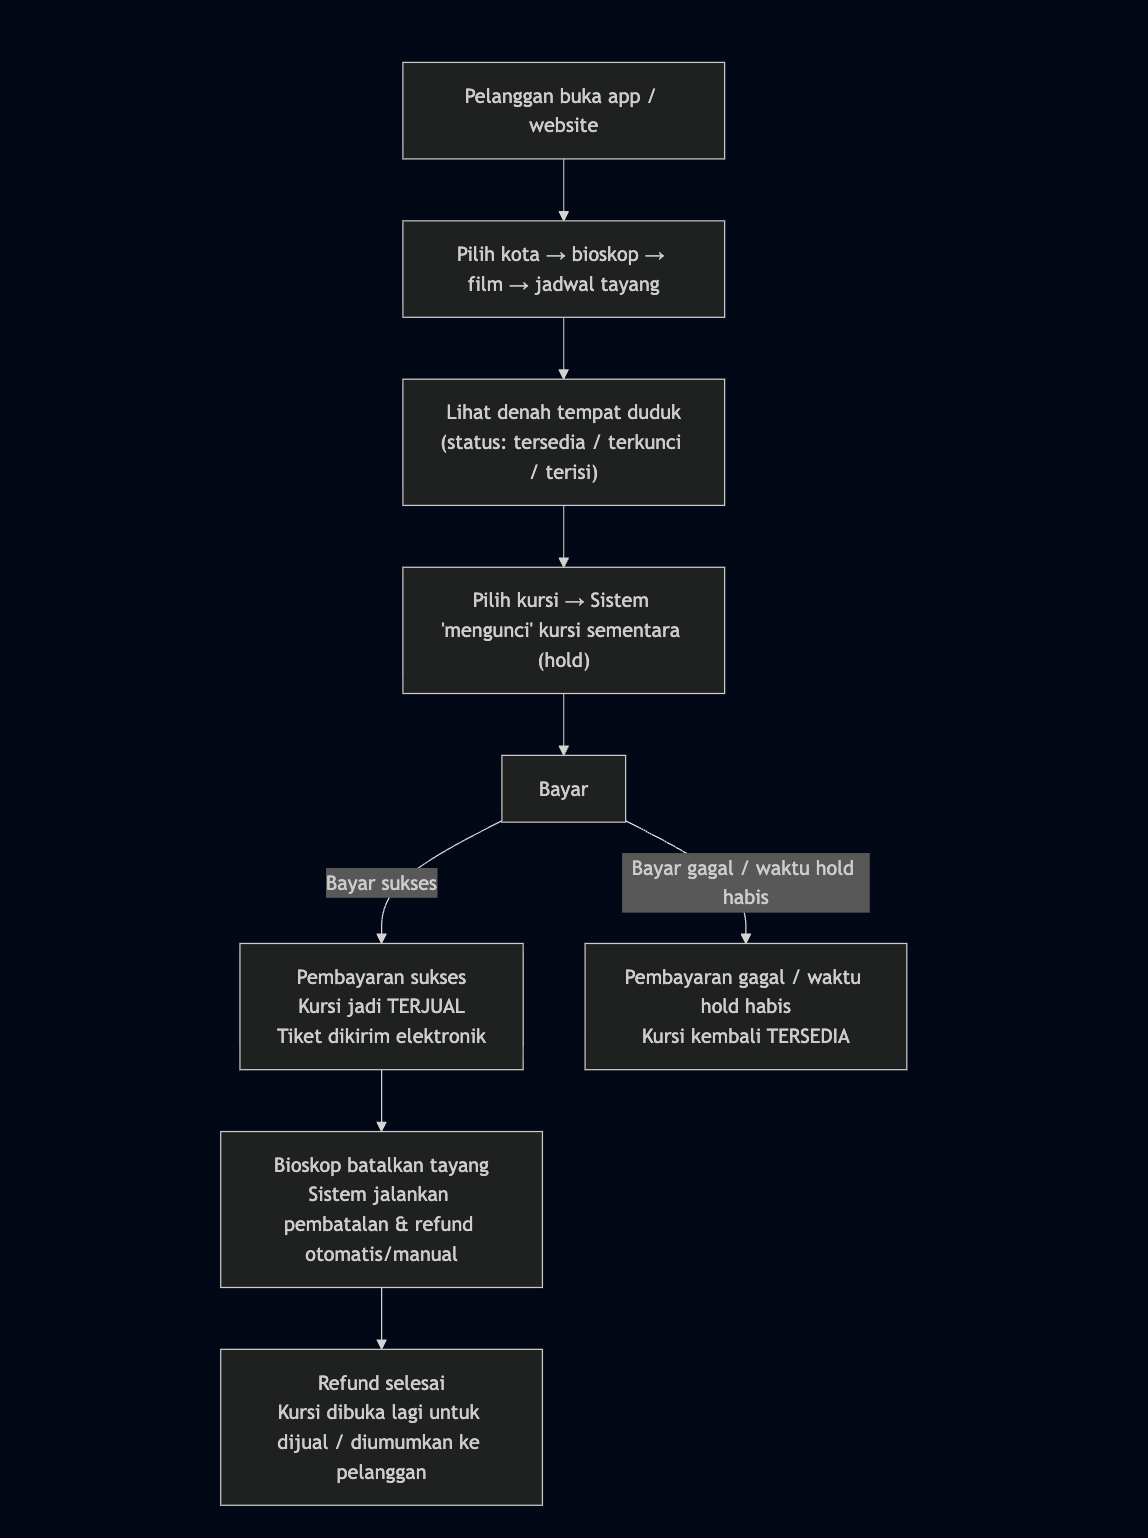 Pelanggan buka app /
website
Pilih kota → bioskop →
film → jadwal tayang
Lihat denah tempat duduk
(status: tersedia / terkunci
/ terisi)
Pilih kursi → Sistem
'mengunci' kursi sementara
(hold)
Bayar
Bayar sukses
Bayar gagal / waktu hold
habis
Pembayaran sukses
Kursi jadi TERJUAL
Tiket dikirim elektronik
Pembayaran gagal / waktu
hold habis
Kursi kembali TERSEDIA
Bioskop batalkan tayang
Sistem jalankan
pembatalan & refund
otomatis/manual
Refund selesai
Kursi dibuka lagi untuk
dijual / diumumkan ke
pelanggan